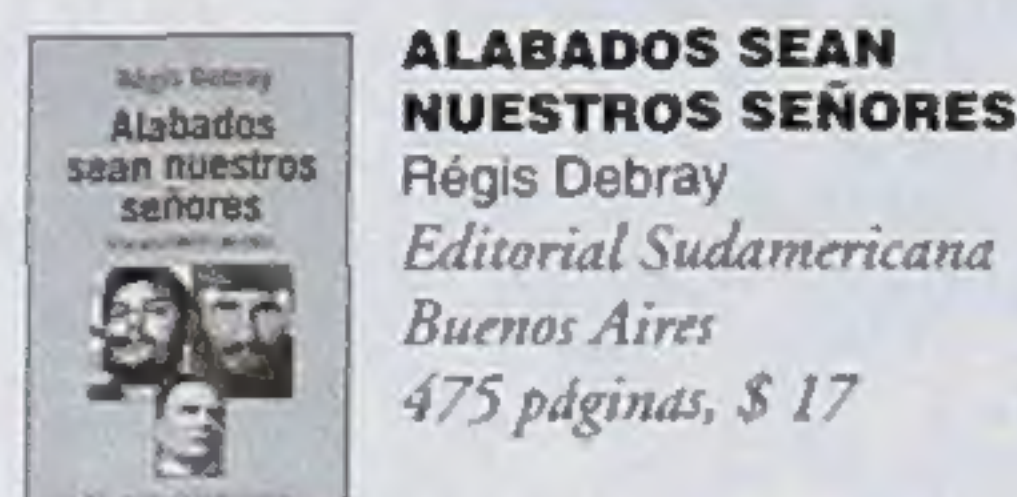 Régis Debray
Alabados
sean nuestros
señores
ALABADOS SEAN
NUESTROS SEÑORES
Régis Debray
Editorial Sudamericana
Buenos Aires
475 páginas, $ 17